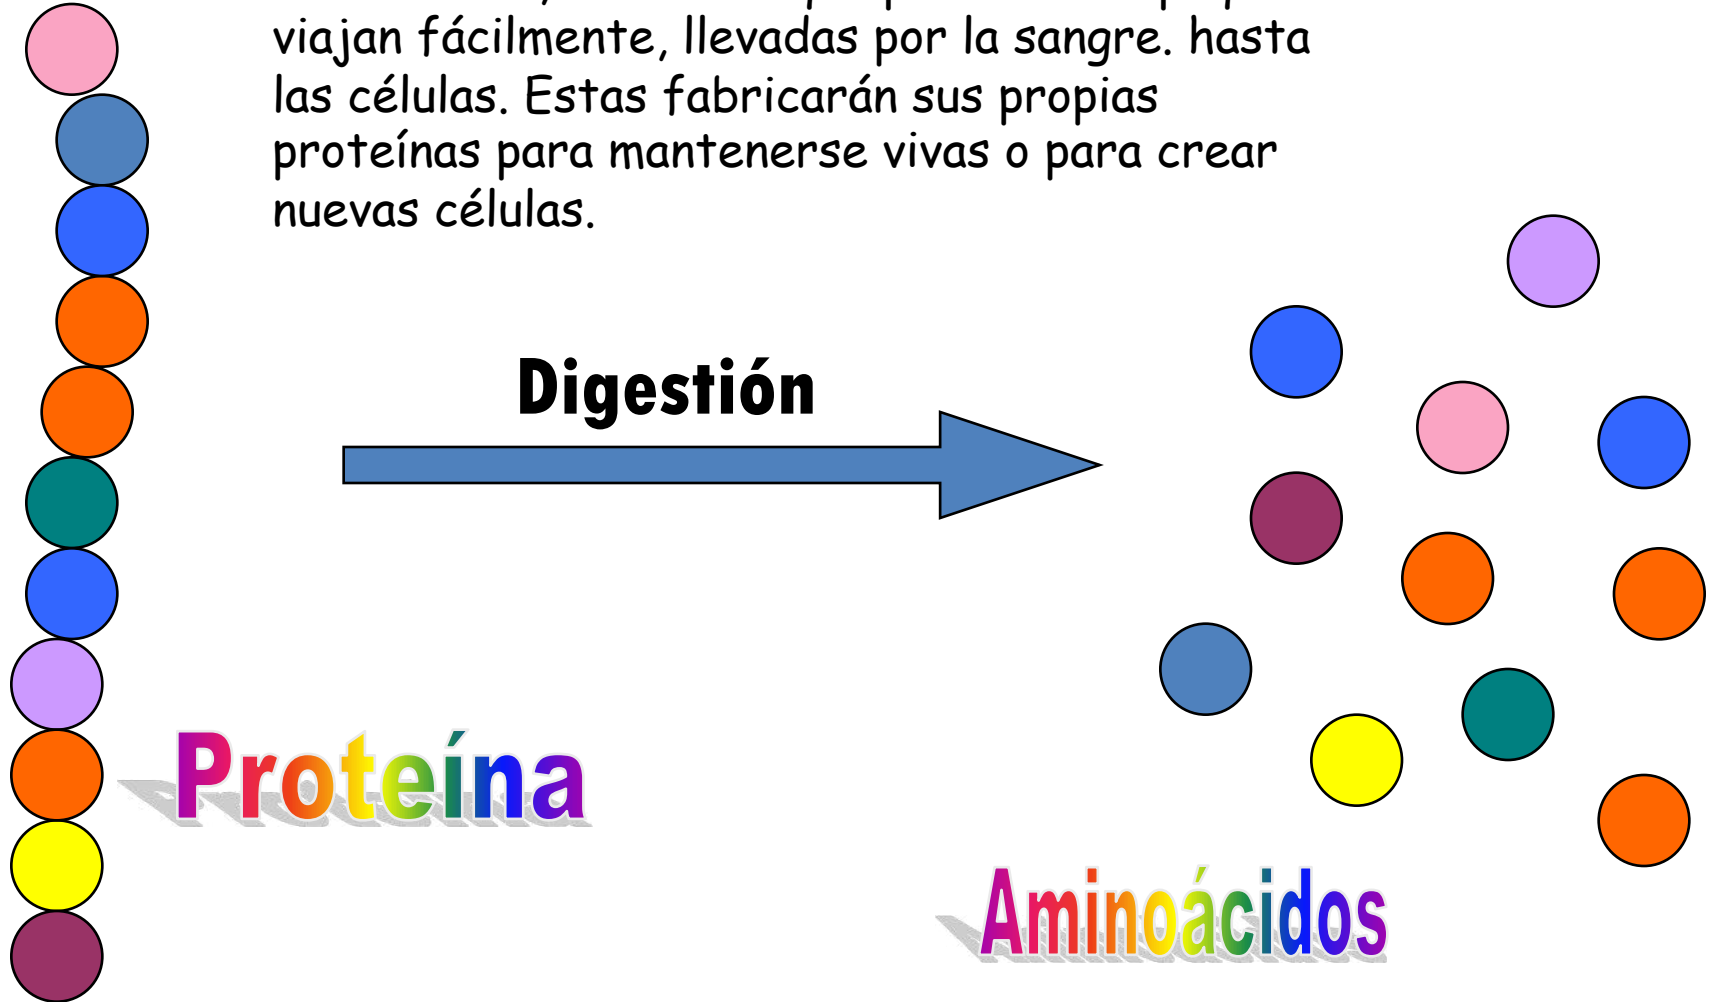 viajan fácilmente, llevadas por la sangre. hasta
las células. Estas fabricarán sus propias
proteínas para mantenerse vivas o para crear
nuevas células.
Digestión
Proteína
Aminoácidos